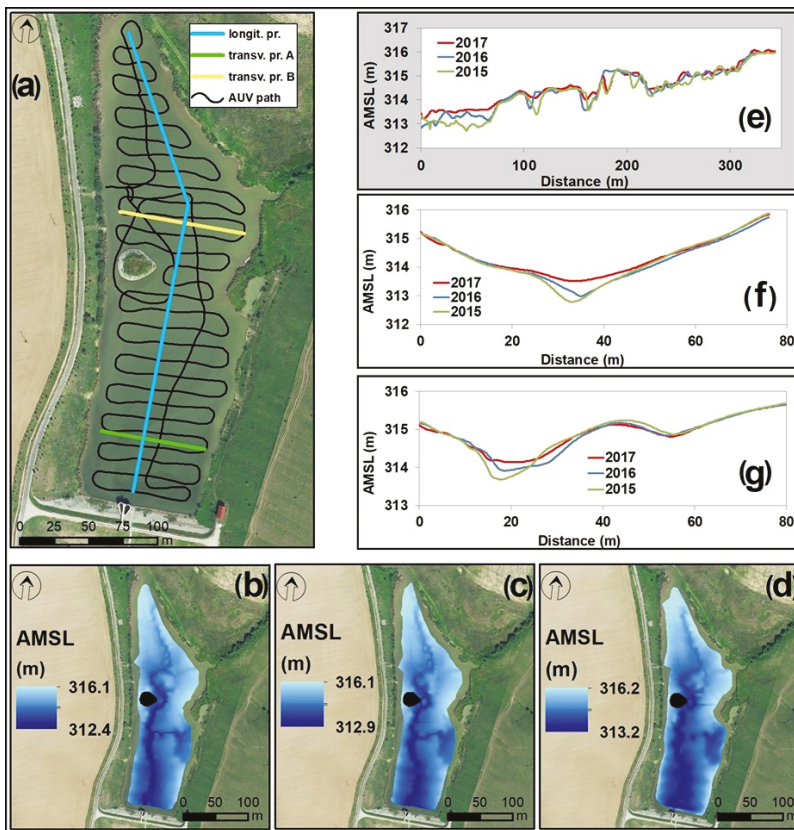 (a)
longit. pr.
transv. pr. A
transv. pr. B
AUV path
0 25 50 75 100
m
(e)
AMSL (m)
317
316
315
314
313
312
2017
2016
2015
0 100 200 300
Distance (m)
(f)
AMSL (m)
316
315
314
313
312
2017
2016
2015
0 20 40 60 80
Distance (m)
(g)
AMSL (m)
316
315
314
313
2017
2016
2015
0 20 40 60 80
Distance (m)
(b)
AMSL
(m)
316.1
312.4
0 50 100
m
(c)
AMSL
(m)
316.1
312.9
0 50 100
m
(d)
AMSL
(m)
316.2
313.2
0 50 100
m